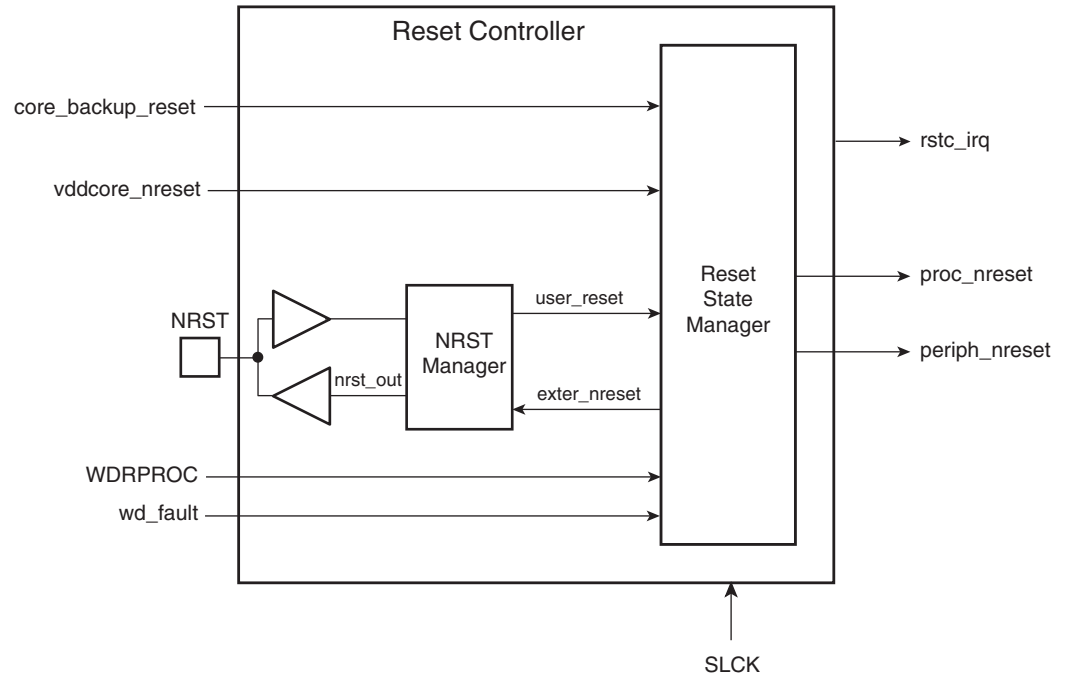 Reset Controller
core_backup_reset
rstc_irq
vddcore_nreset
Reset
State
Manager
proc_nreset
user_reset
NRST
NRST
Manager
periph_nreset
nrst_out
exter_nreset
WDRPROC
wd_fault
SLCK